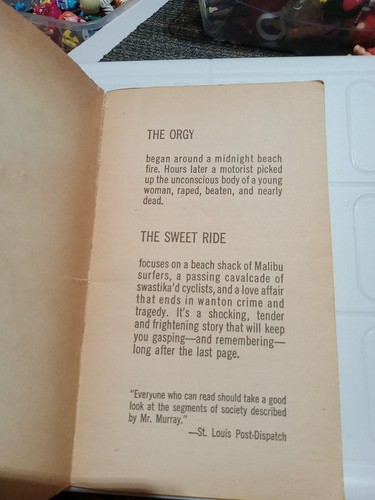 THE ORGY
began around a midnight beach
fire. Hours later a motorist picked
up the unconscious body of a young
woman, raped, beaten, and nearly
dead.
THE SWEET RIDE
focuses on a beach shack of Malibu
surfers, a passing cavalcade of
swastika'd cyclists, and a love affair
that ends in wanton crime and
tragedy. It's a shocking, tender
and frightening story that will keep
you gasping—and remembering—
long after the last page.
"Everyone who can read should take a good
look at the segments of society described
by Mr. Murray."
—St. Louis Post-Dispatch